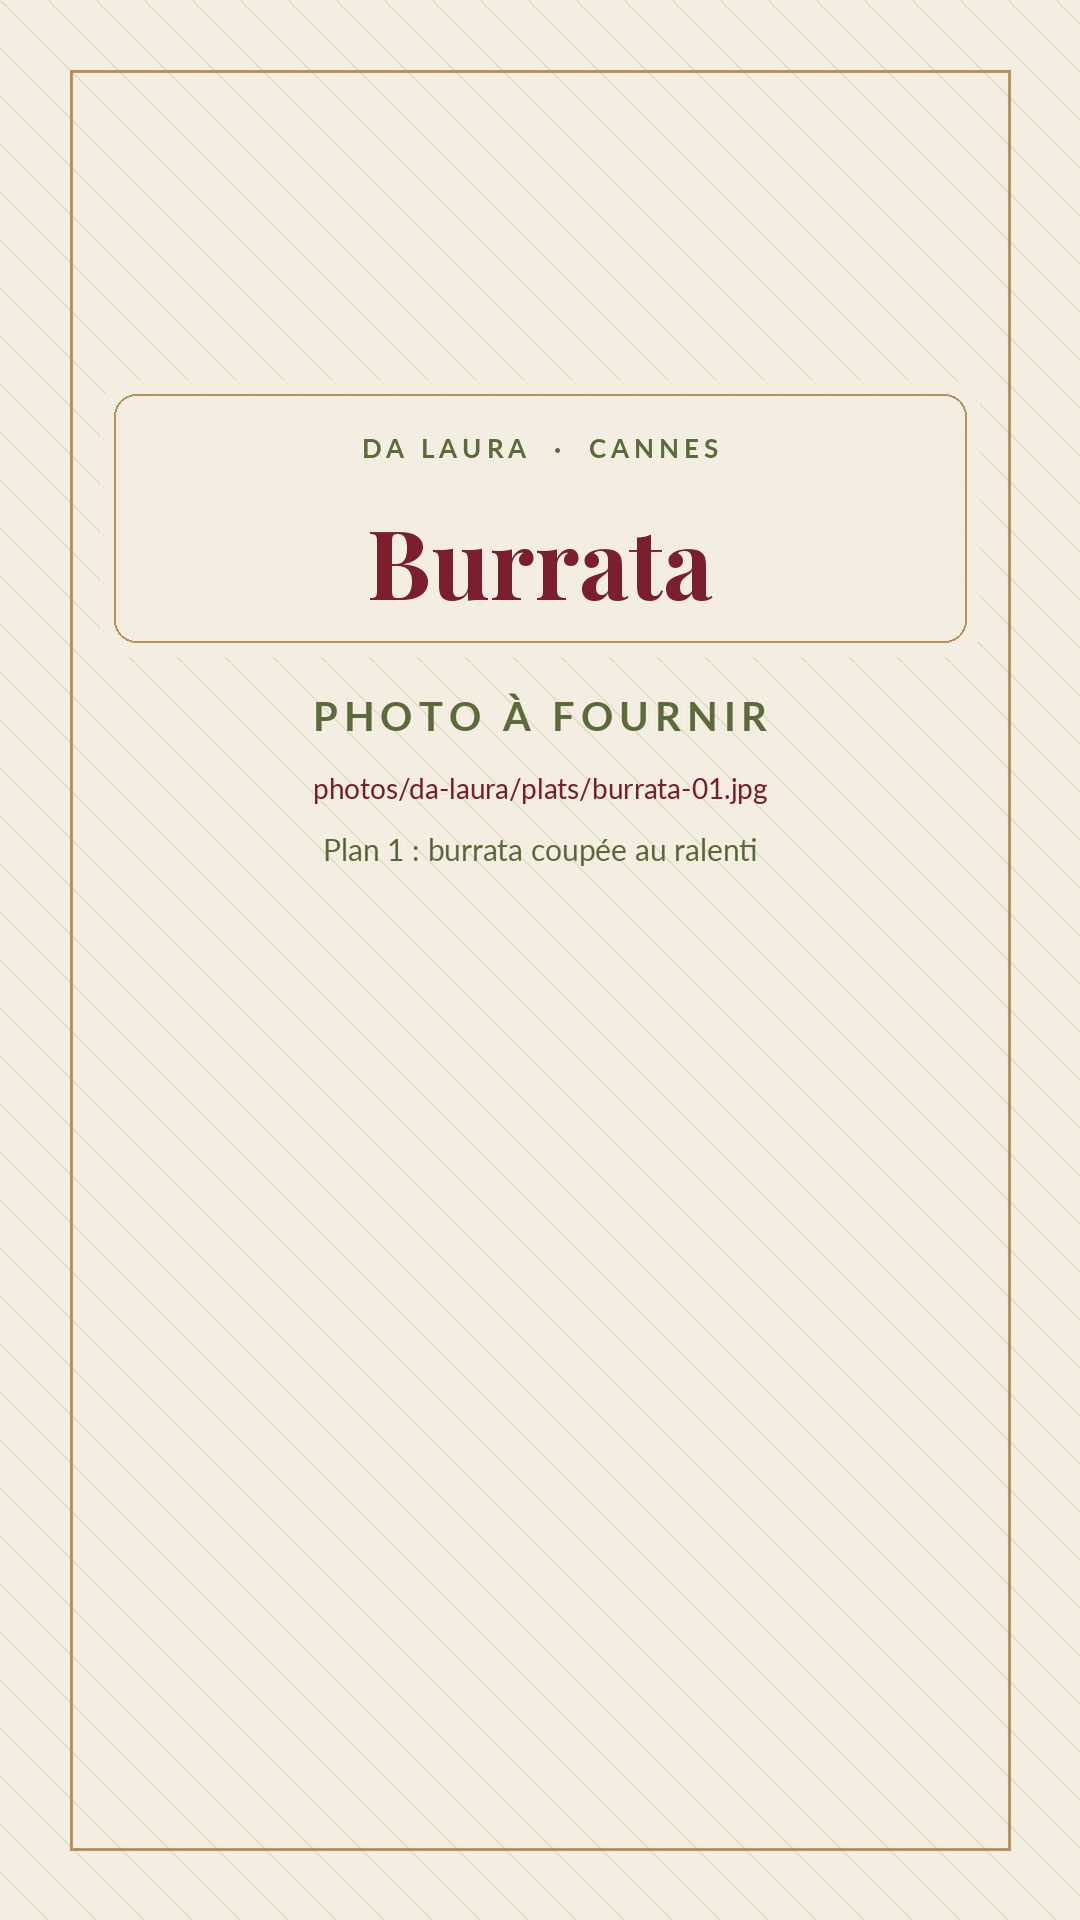 DA LAURA · CANNES
Burrata
PHOTO À FOURNIR
photos/da-laura/plats/burrata-01.jpg
Plan 1 : burrata coupée au ralenti